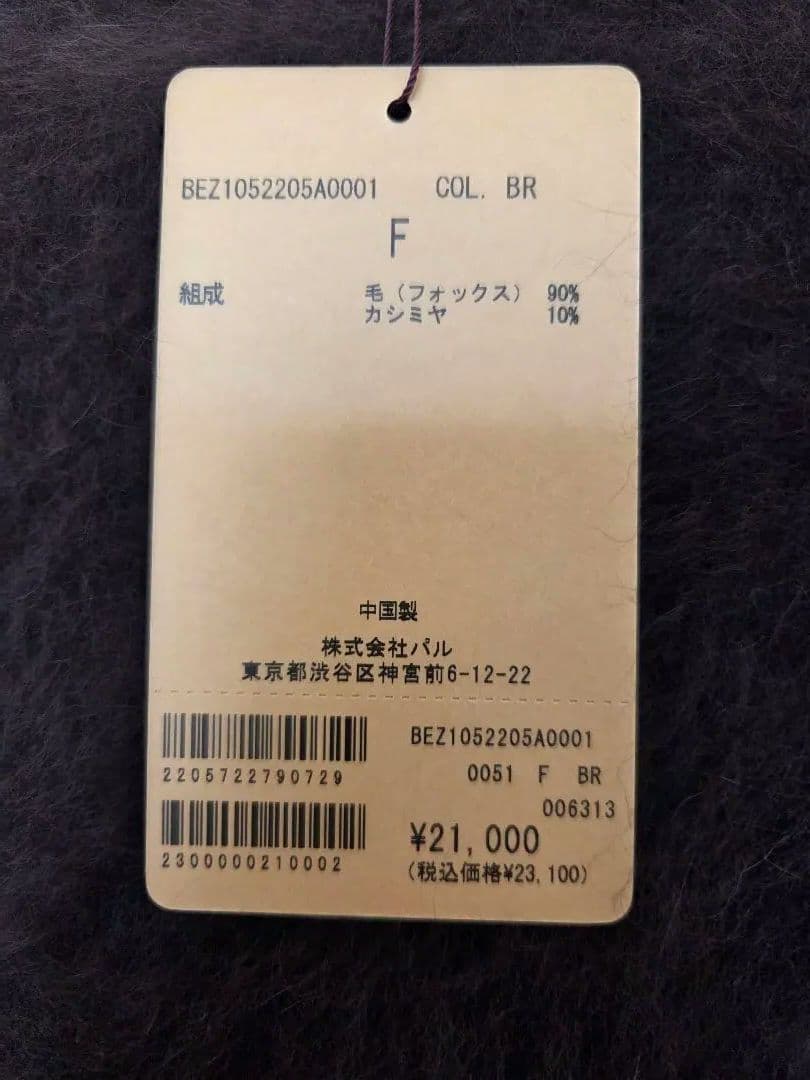 BEZ1052205A0001 COL. BR
F
組成 毛(フォックス) 90%
カシミヤ 10%
中国製
株式会社パル
東京都渋谷区神宮前6-12-22
2205722790729
2300000210002
BEZ1052205A0001
0051 F BR
006313
¥21,000
(税込価格¥23,100)